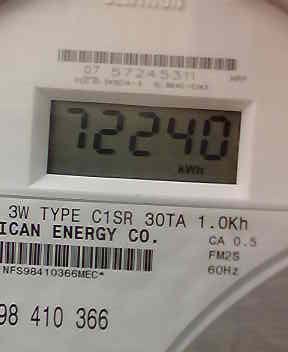 07 57245311
72240
kWH
3W TYPE C1SR 30TA 1.0Kh
ICAN ENERGY CO.
CA 0.5
FM2S
60Hz
NFS98410366MEC*
98 410 366